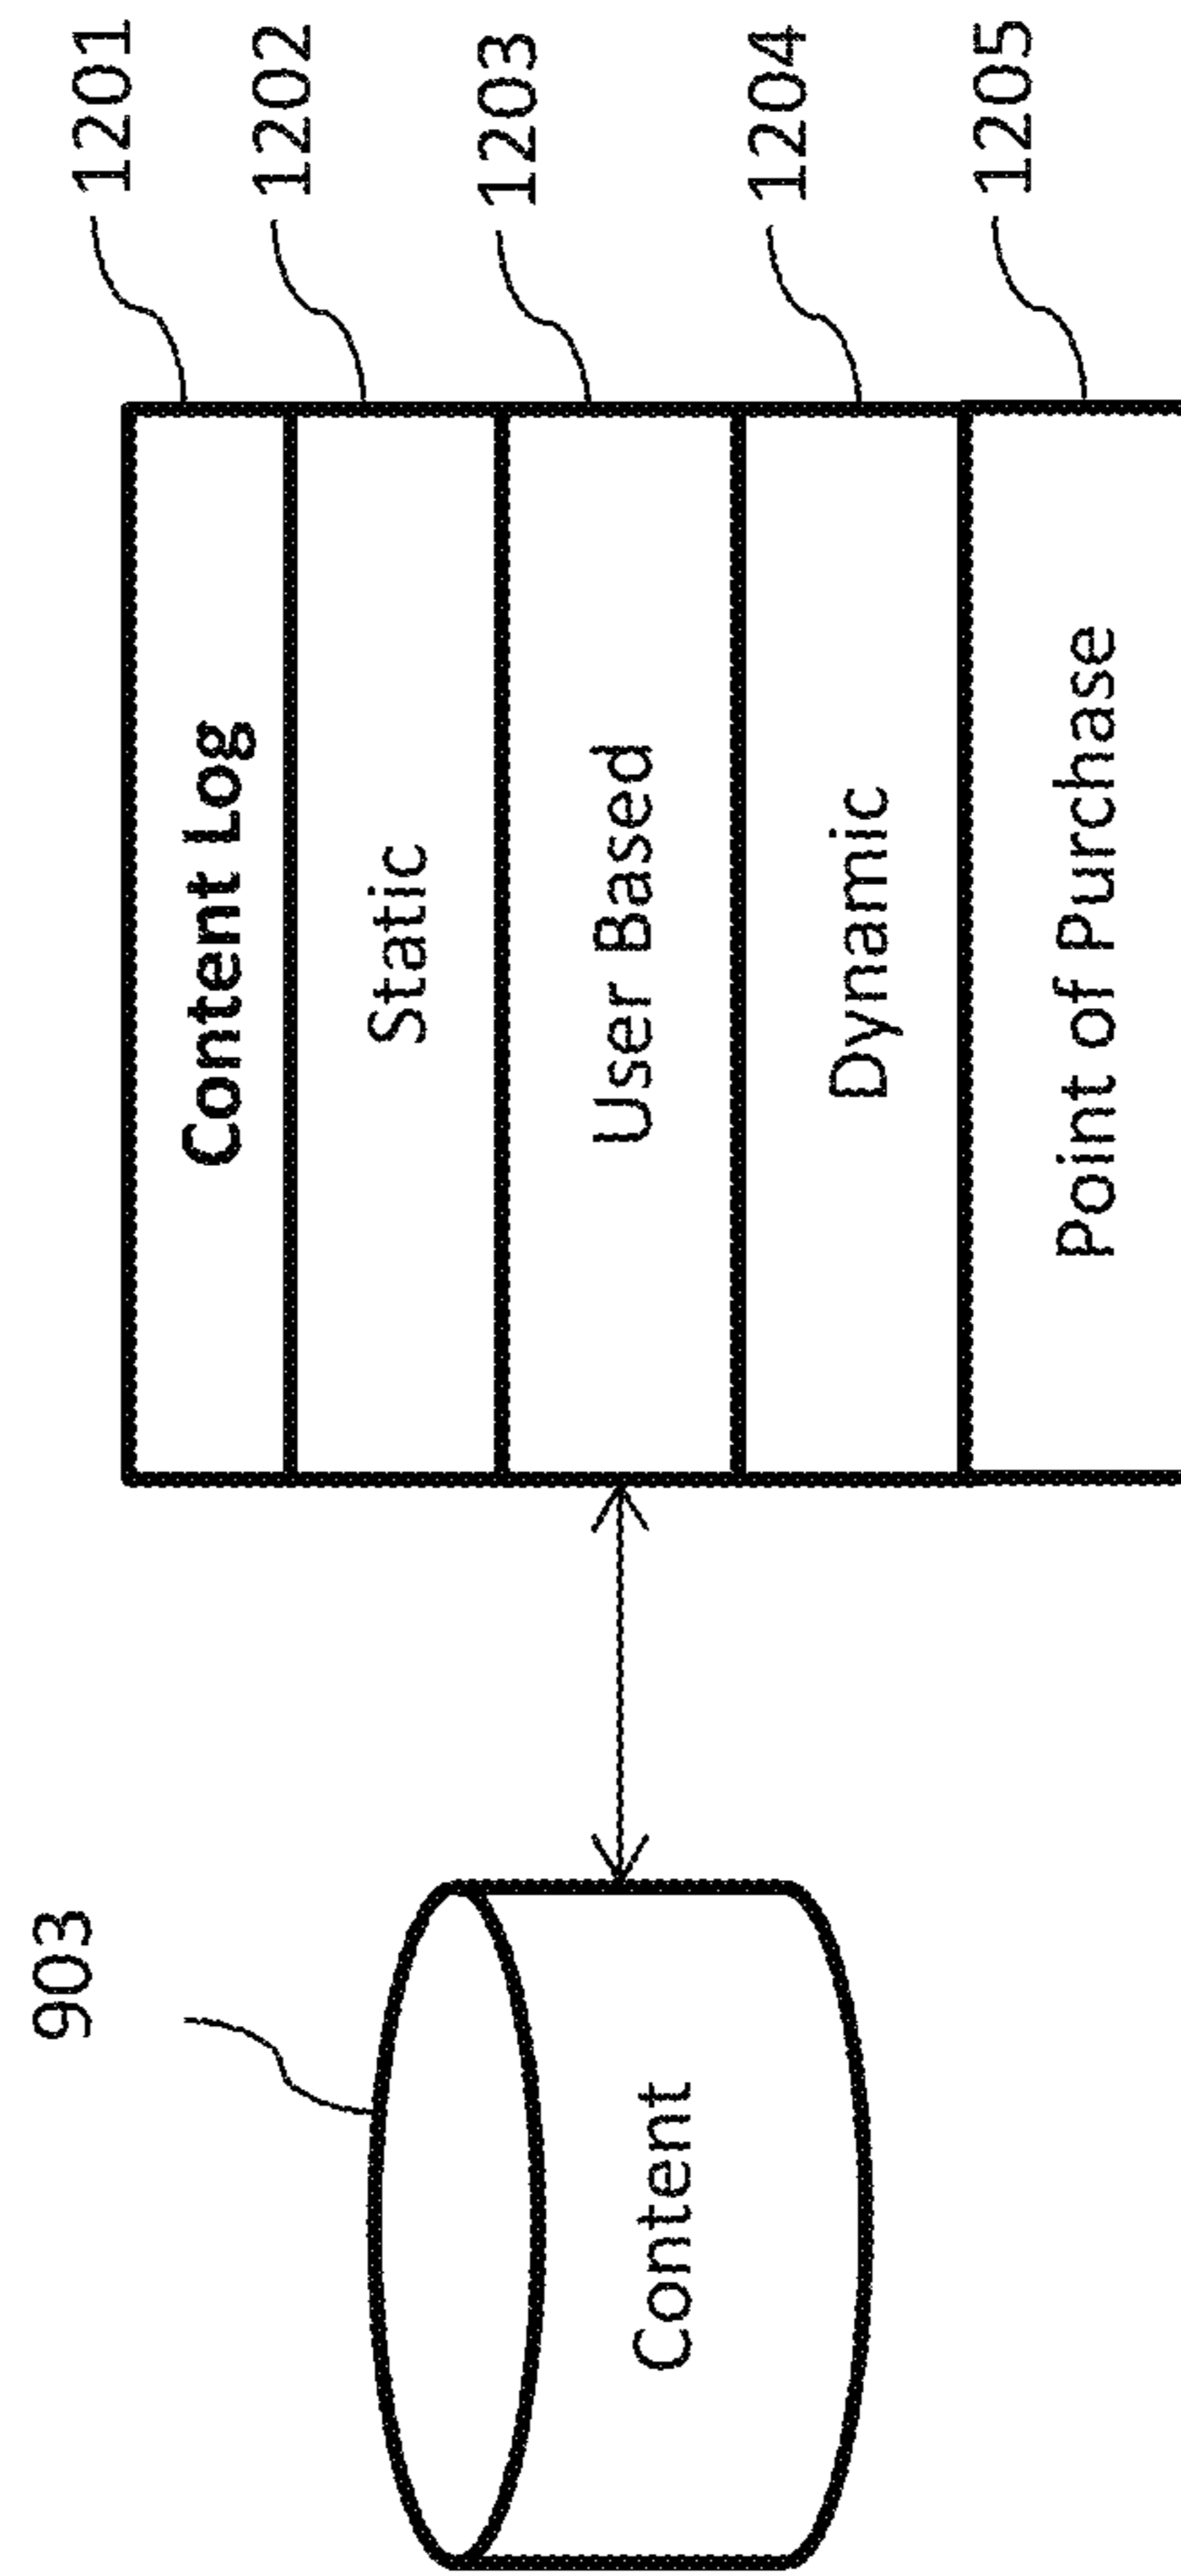 903
Content
Content Log
1201
Static
1202
User Based
1203
Dynamic
1204
Point of Purchase
1205